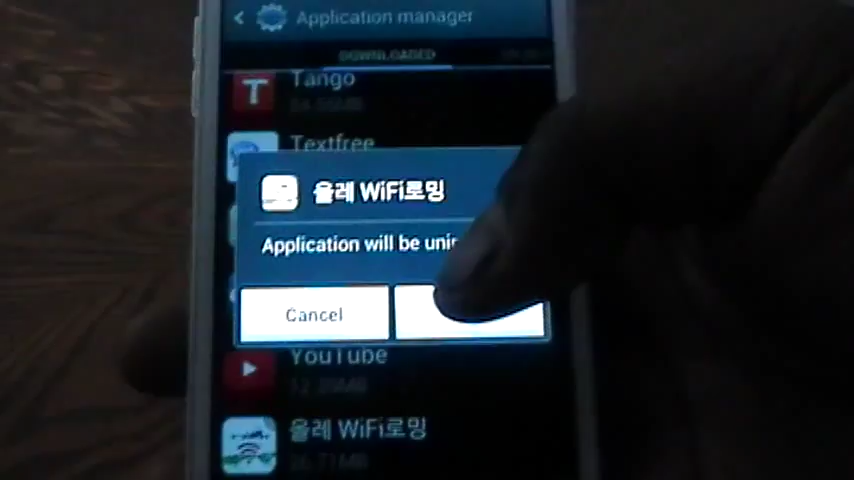 Application manager
DOWNLOADED
Tango
Textfree
올레 WiFi로밍
Application will be
Cancel
YouTube
올레 WiFi로밍